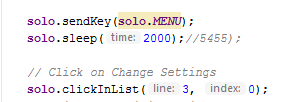 solo.sendKey(solo.MENU);
solo.sleep( time: 2000);//5455);
// Click on Change Settings
solo.clickInList( line: 3, index: 0);